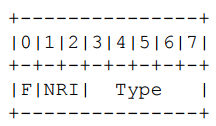 +---------------+
|0|1|2|3|4|5|6|7|
+-+-+-+-+-+-+-+-+
|F|NRI|  Type   |
+---------------+